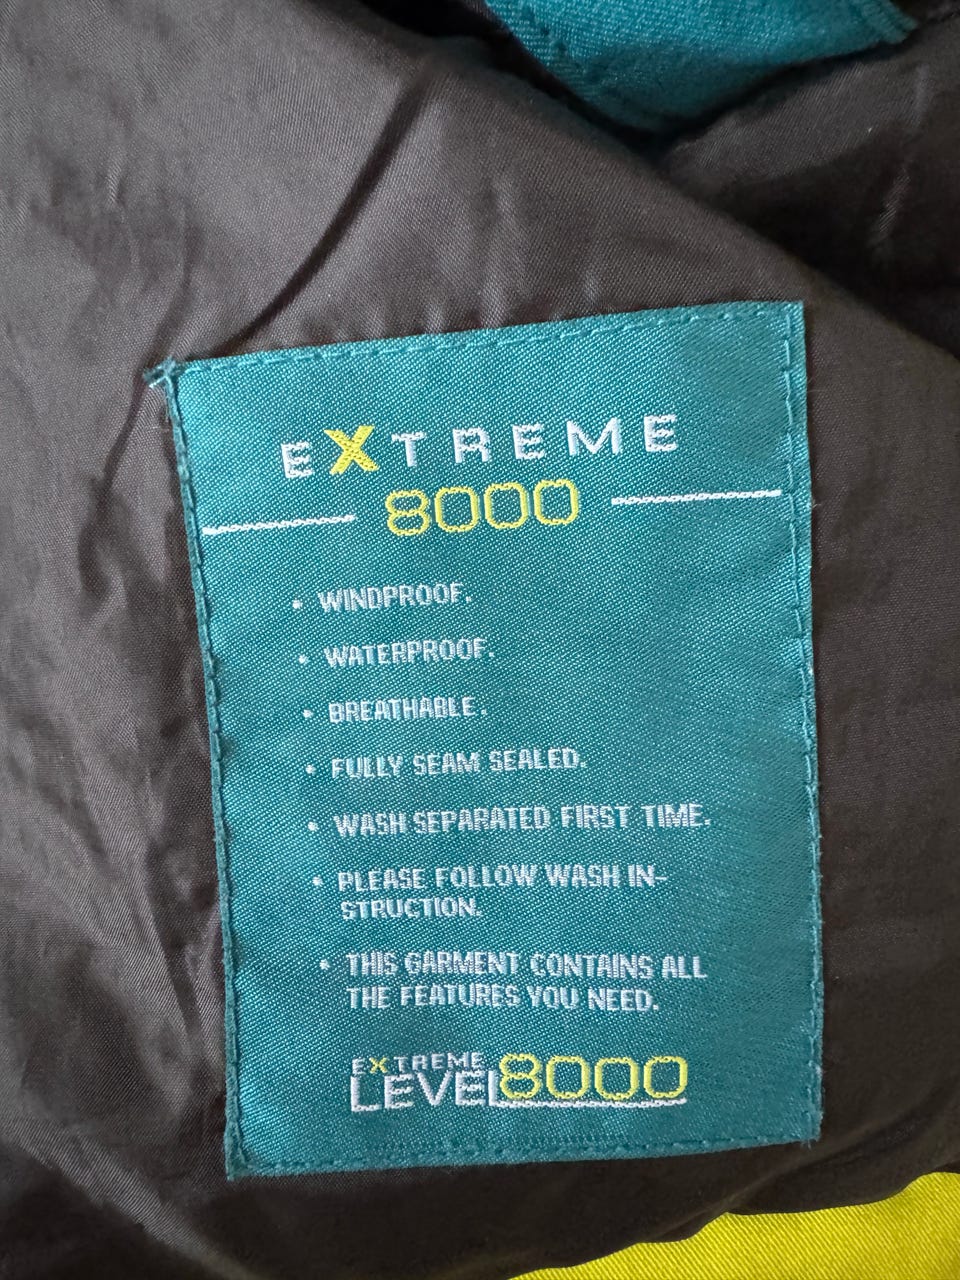 EXTREME
8000
• WINDPROOF.
• WATERPROOF.
• BREATHABLE.
• FULLY SEAM SEALED.
• WASH SEPARATED FIRST TIME.
• PLEASE FOLLOW WASH IN-
STRUCTION.
• THIS GARMENT CONTAINS ALL
THE FEATURES YOU NEED.
EXTREME
LEVEL8000